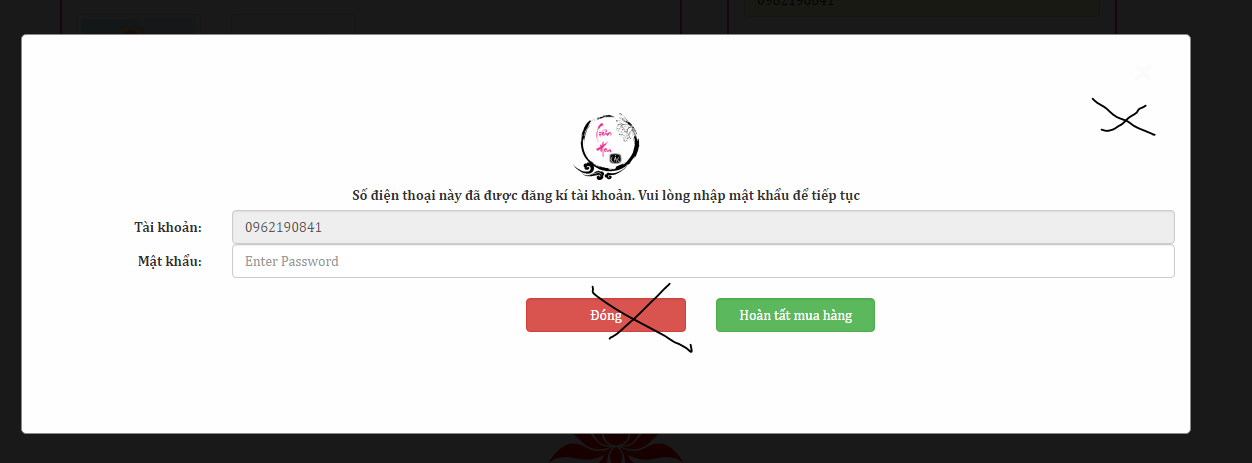 0962190841
Số điện thoại này đã được đăng kí tài khoản. Vui lòng nhập mật khẩu để tiếp tục
Tài khoản: 0962190841
Mật khẩu: Enter Password
Đóng Hoàn tất mua hàng